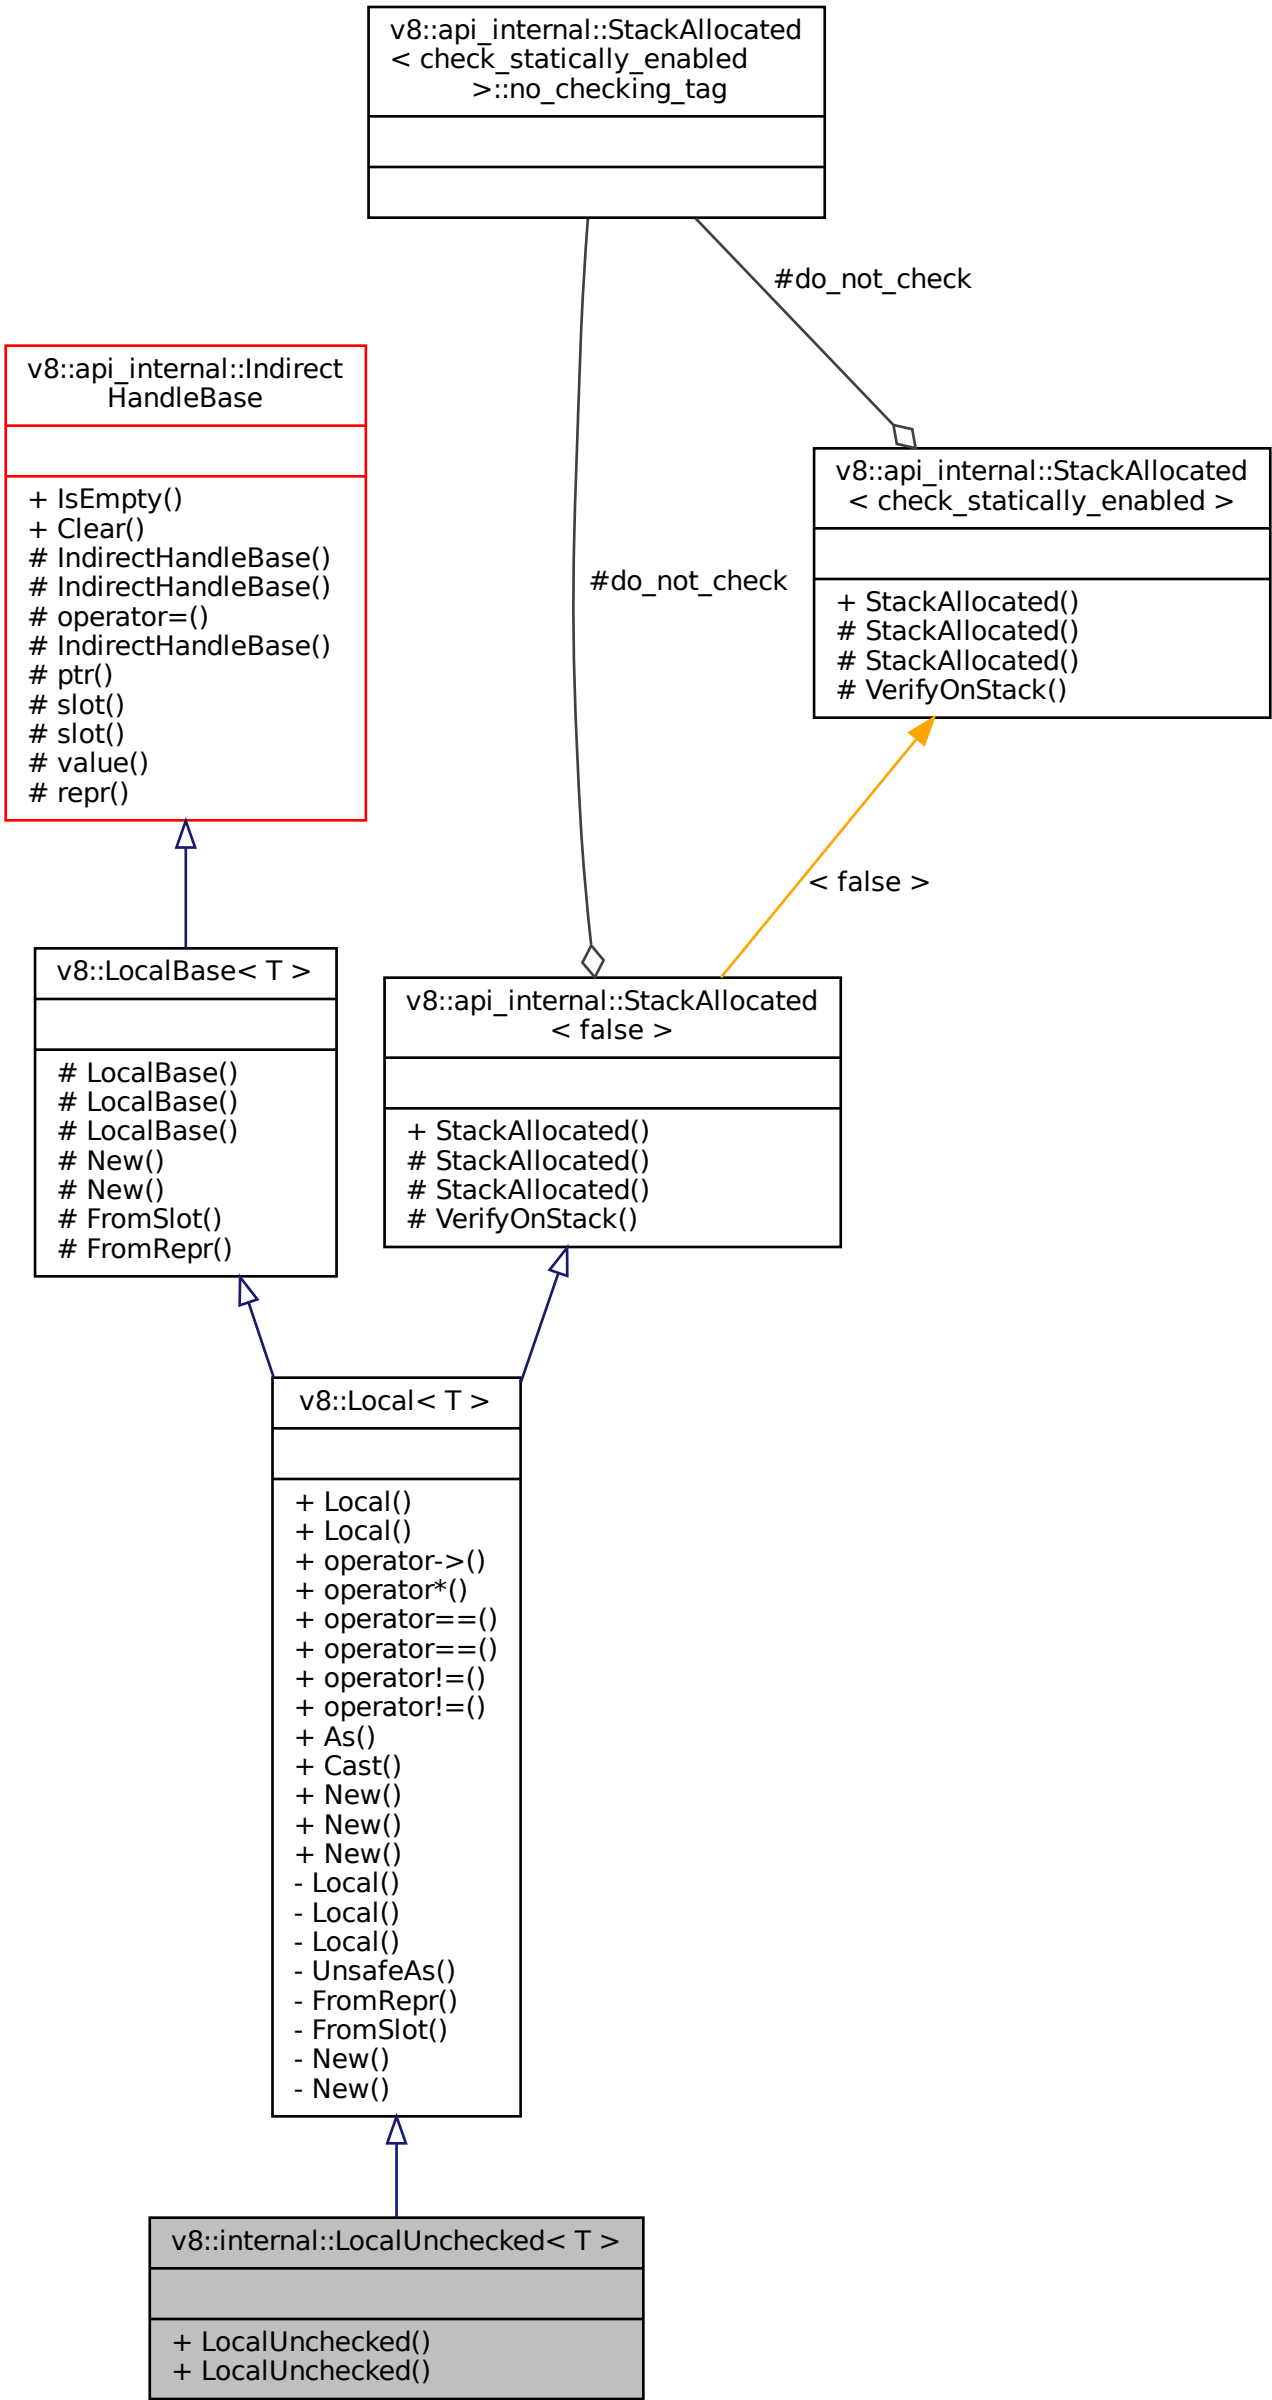 v8::api_internal::StackAllocated
< check_statically_enabled
>::no_checking_tag
#do_not_check
v8::api_internal::Indirect
HandleBase
+ IsEmpty()
+ Clear()
# IndirectHandleBase()
# IndirectHandleBase()
# operator=()
# IndirectHandleBase()
# ptr()
# slot()
# slot()
# value()
# repr()
#do_not_check
v8::api_internal::StackAllocated
< check_statically_enabled >
+ StackAllocated()
# StackAllocated()
# StackAllocated()
# VerifyOnStack()
< false >
v8::LocalBase< T >
# LocalBase()
# LocalBase()
# LocalBase()
# New()
# New()
# FromSlot()
# FromRepr()
v8::api_internal::StackAllocated
< false >
+ StackAllocated()
# StackAllocated()
# StackAllocated()
# VerifyOnStack()
v8::Local< T >
+ Local()
+ Local()
+ operator->()
+ operator*()
+ operator==()
+ operator==()
+ operator!=()
+ operator!=()
+ As()
+ Cast()
+ New()
+ New()
+ New()
- Local()
- Local()
- Local()
- UnsafeAs()
- FromRepr()
- FromSlot()
- New()
- New()
v8::internal::LocalUnchecked< T >
+ LocalUnchecked()
+ LocalUnchecked()